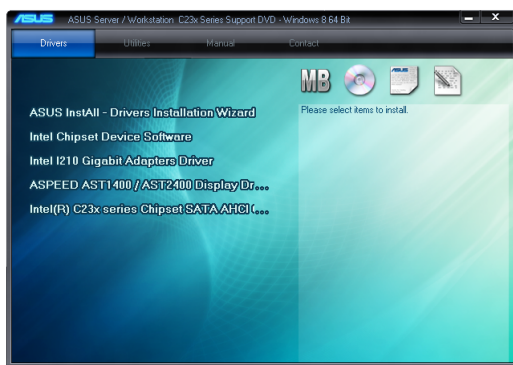 ASUS
ASUS Server / Workstation C23x Series Support DVD - Windows 8 64 Bit
Drivers
Utilities
Manual
Contact
MB
ASUS InstAll - Drivers Installation Wizard
Please select items to install.
Intel Chipset Device Software
Intel I210 Gigabit Adapters Driver
ASPEED AST1400 / AST2400 Display Dr...
Intel(R) C23x series Chipset SATA AHCI (...